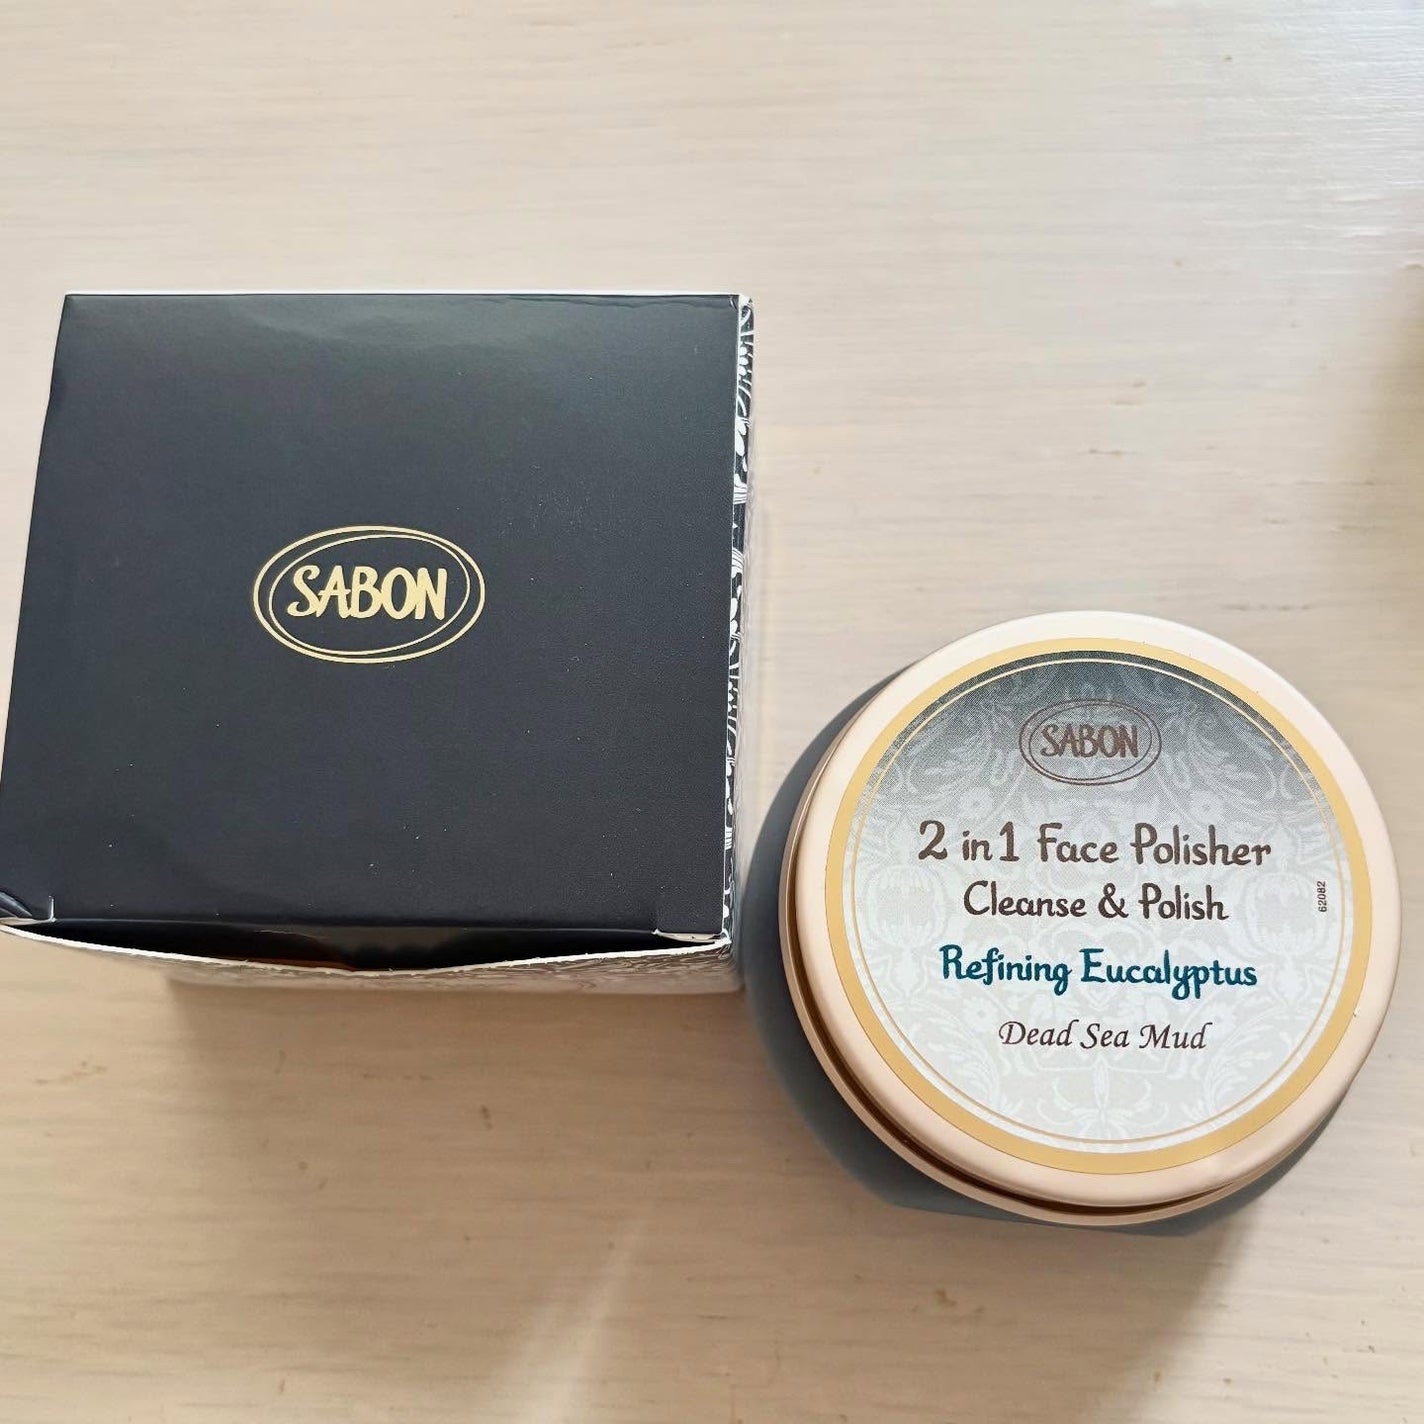 SABON
SABON
2 in 1 Face Polisher
Cleanse & Polish
Refining Eucalyptus
Dead Sea Mud
62082